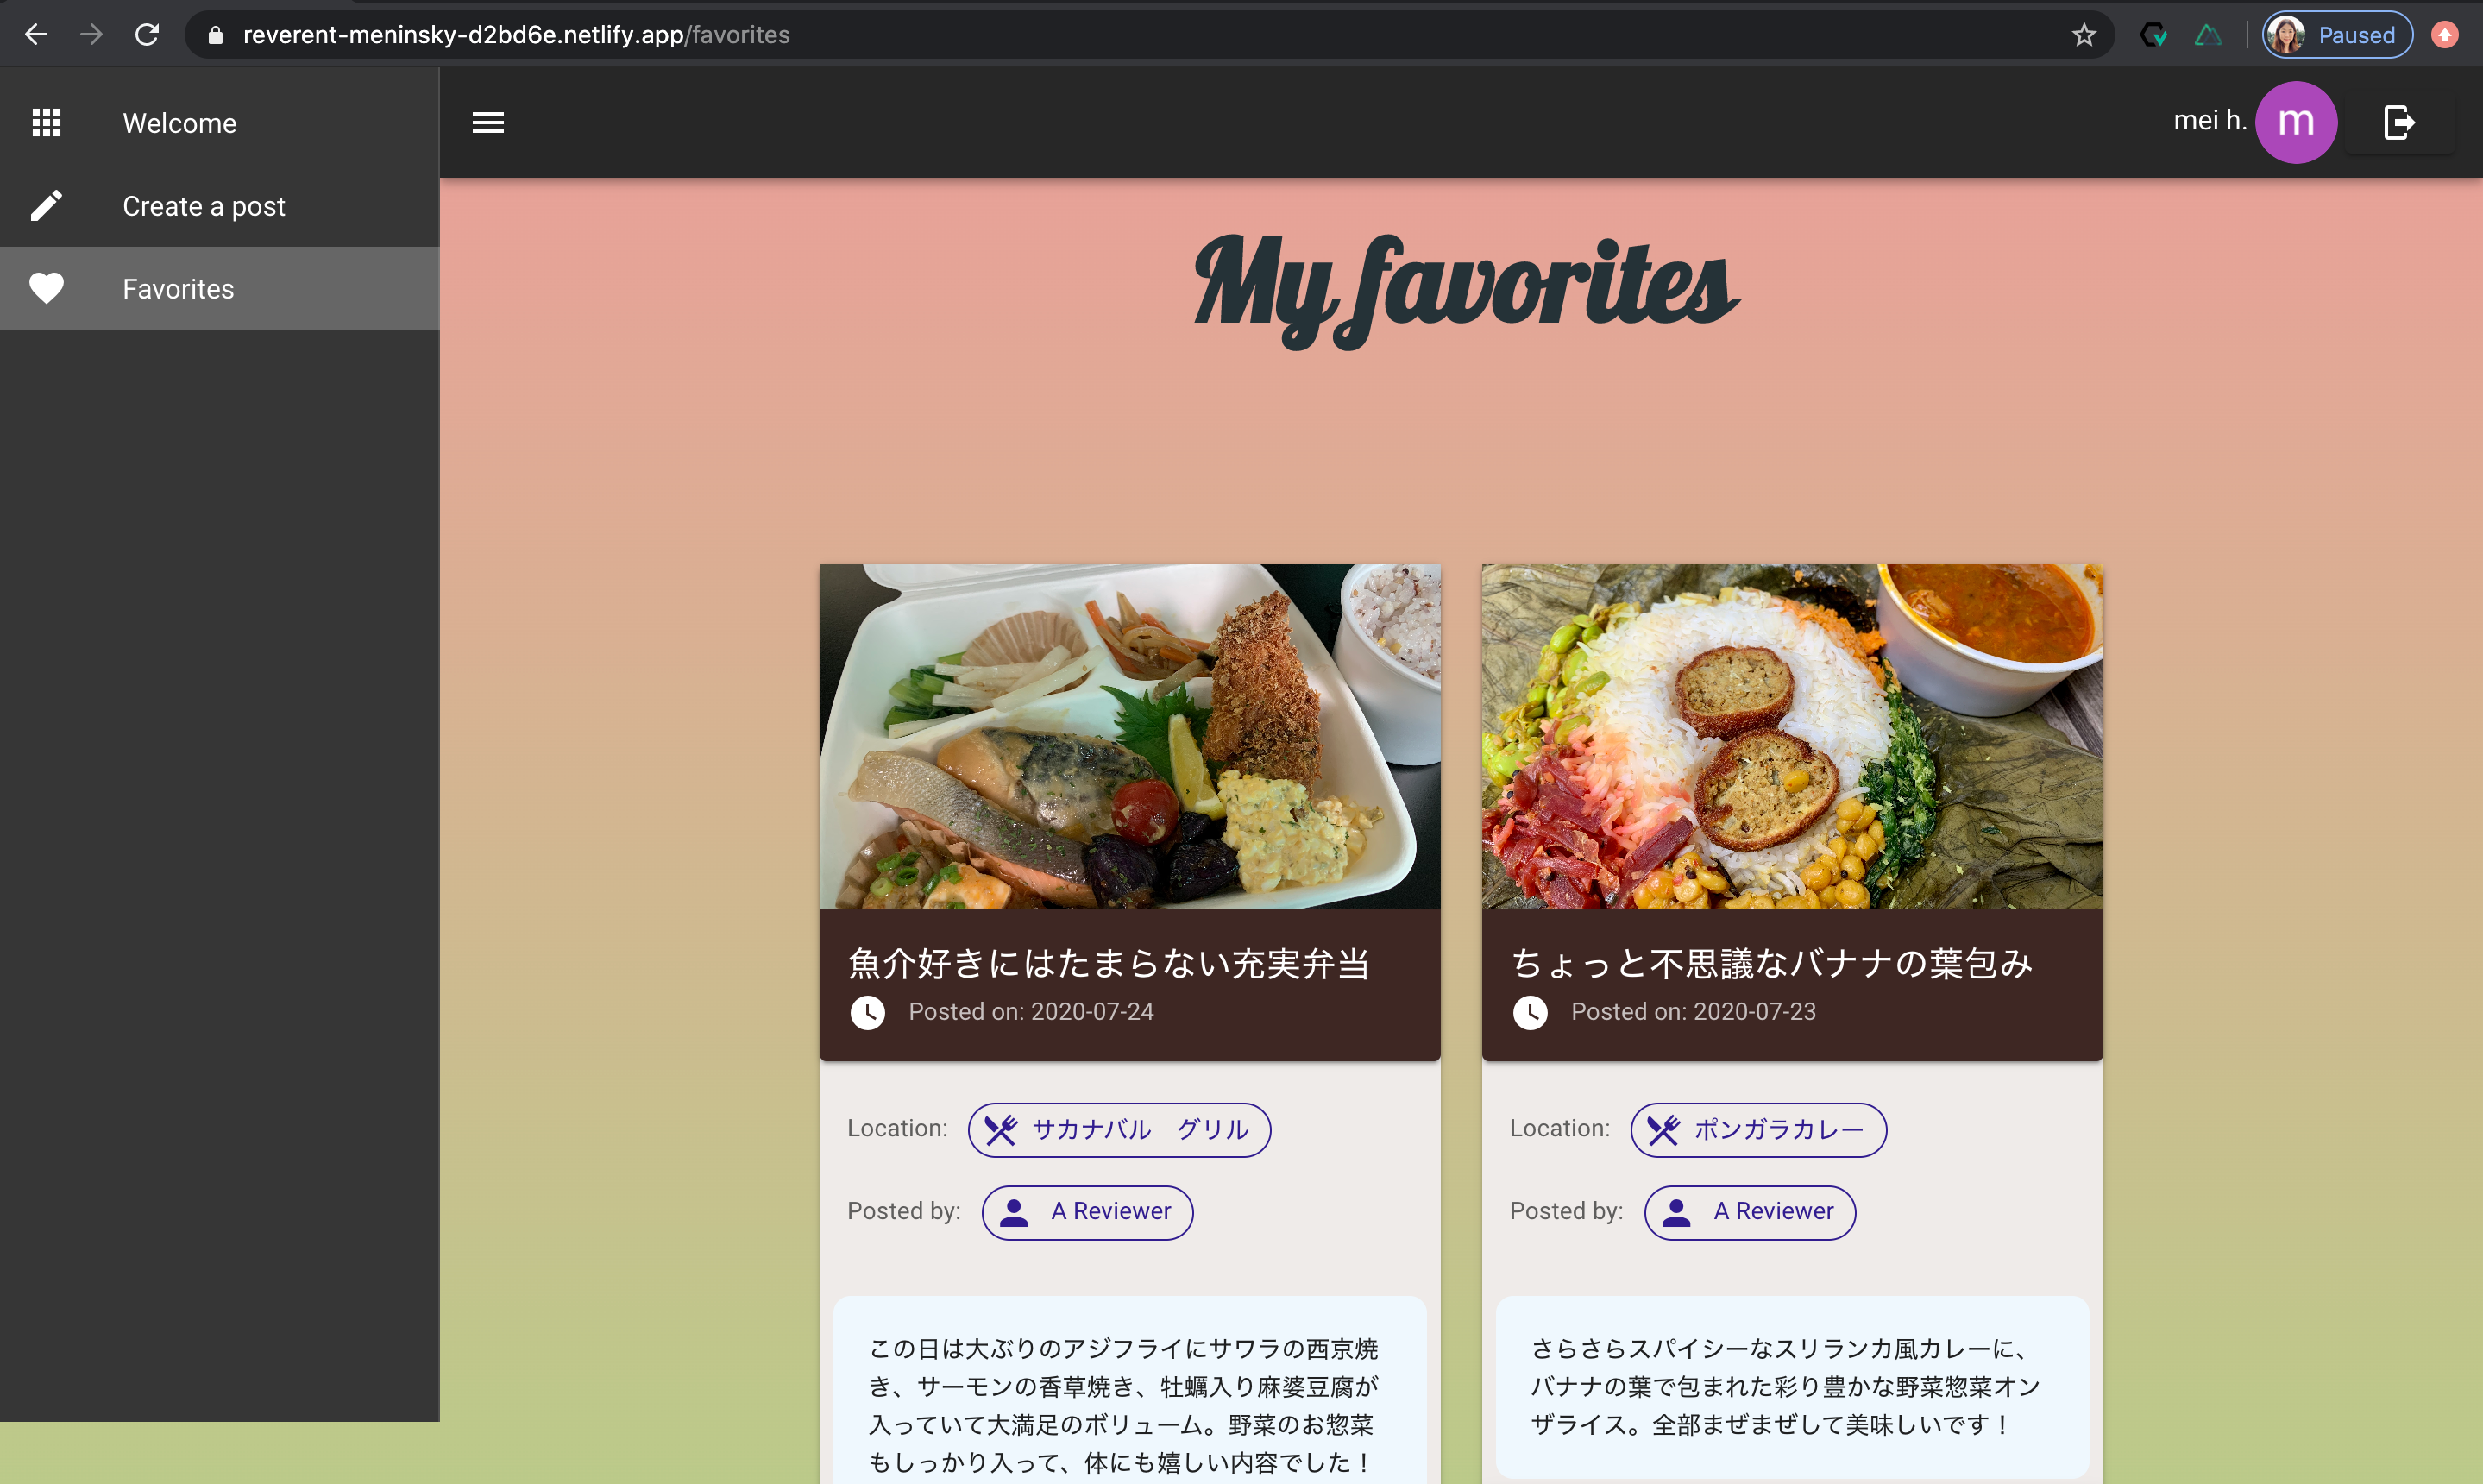 reverent-meninsky-d2bd6e.netlify.app/favorites
Paused
Welcome
Create a post
Favorites
mei h.
m
My favorites
魚介好きにはたまらない充実弁当
Posted on: 2020-07-24
Location: サカナバル　グリル
Posted by: A Reviewer
この日は大ぶりのアジフライにサワラの西京焼
き、サーモンの香草焼き、牡蠣入り麻婆豆腐が
入っていて大満足のボリューム。野菜のお惣菜
もしっかり入って、体にも嬉しい内容でした！
ちょっと不思議なバナナの葉包み
Posted on: 2020-07-23
Location: ポンガラカレー
Posted by: A Reviewer
さらさらスパイシーなスリランカ風カレーに、
バナナの葉で包まれた彩り豊かな野菜惣菜オン
ザライス。全部まぜまぜして美味しいです！